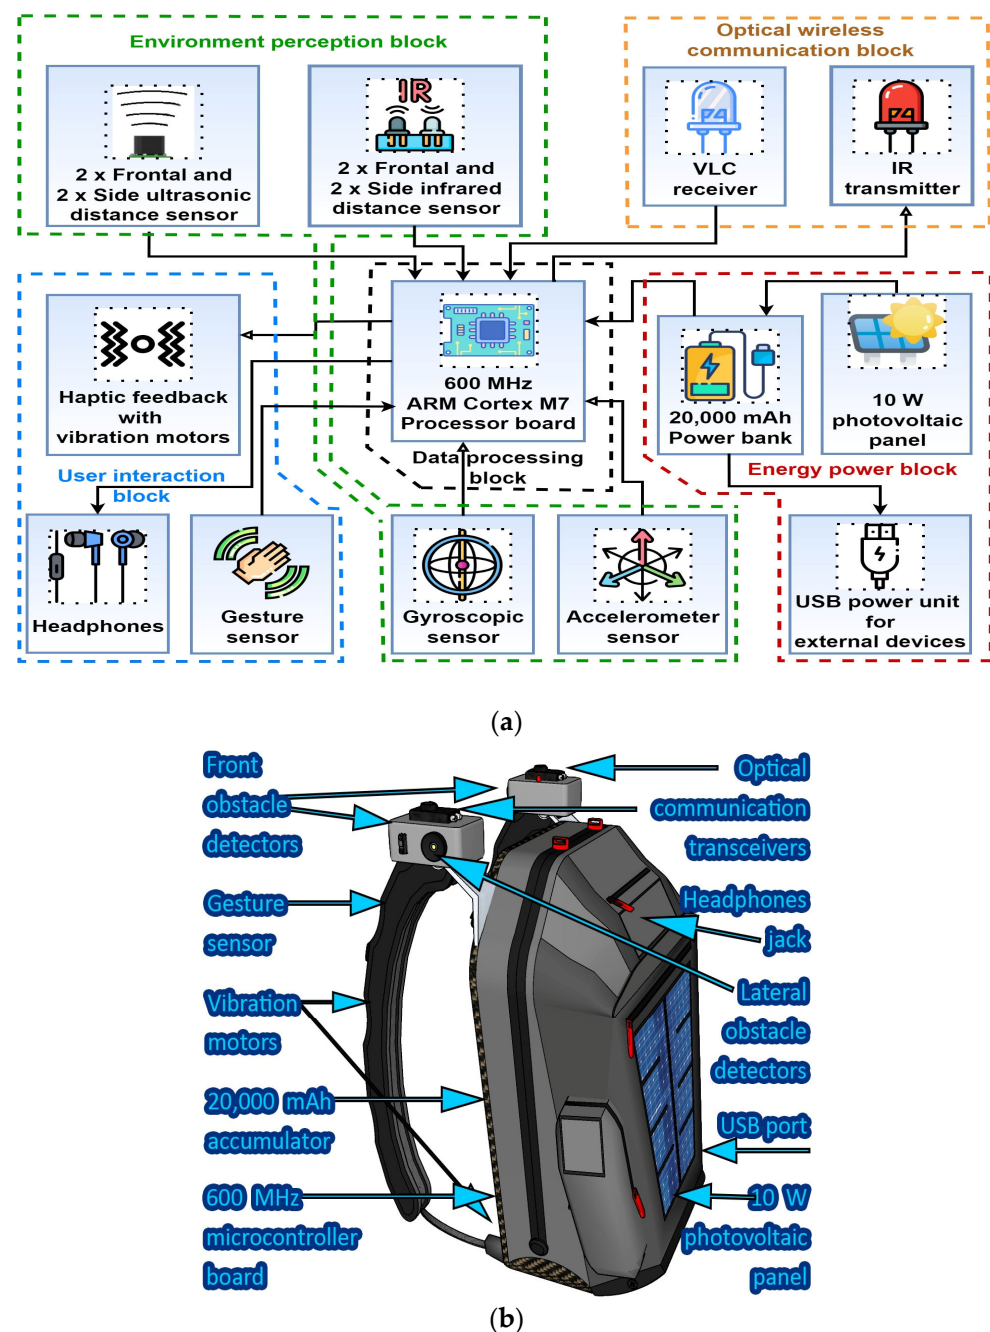 Environment perception block
Optical wireless
communication block
IR
2 x Frontal and
2 x Side ultrasonic
distance sensor
2 x Frontal and
2 x Side infrared
distance sensor
VLC
receiver
IR
transmitter
Haptic feedback
with
vibration motors
600 MHz
ARM Cortex M7
Processor board
20,000 mAh
Power bank
10 W
photovoltaic
panel
User interaction
block
Data processing
block
Energy power block
Headphones
Gesture
sensor
Gyroscopic
sensor
Accelerometer
sensor
USB power unit
for
external devices
(a)
Front
obstacle
detectors
Optical
communication
transceivers
Gesture
sensor
Headphones
jack
Vibration
motors
Lateral
obstacle
detectors
20,000 mAh
accumulator
USB port
600 MHz
microcontroller
board
10 W
photovoltaic
panel
(b)